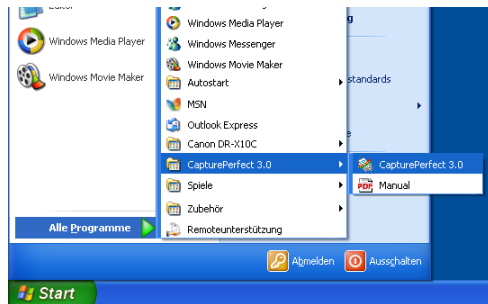 Editor
Windows Media Player
Windows Movie Maker
Alle Programme
Windows Media Player
Windows Messenger
Windows Movie Maker
Autostart
MSN
Outlook Express
Canon DR-X10C
CapturePerfect 3.0
Spiele
Zubehör
Remoteunterstützung
g
standards
e
CapturePerfect 3.0
PDF
Manual
Abmelden
Ausschalten
Start